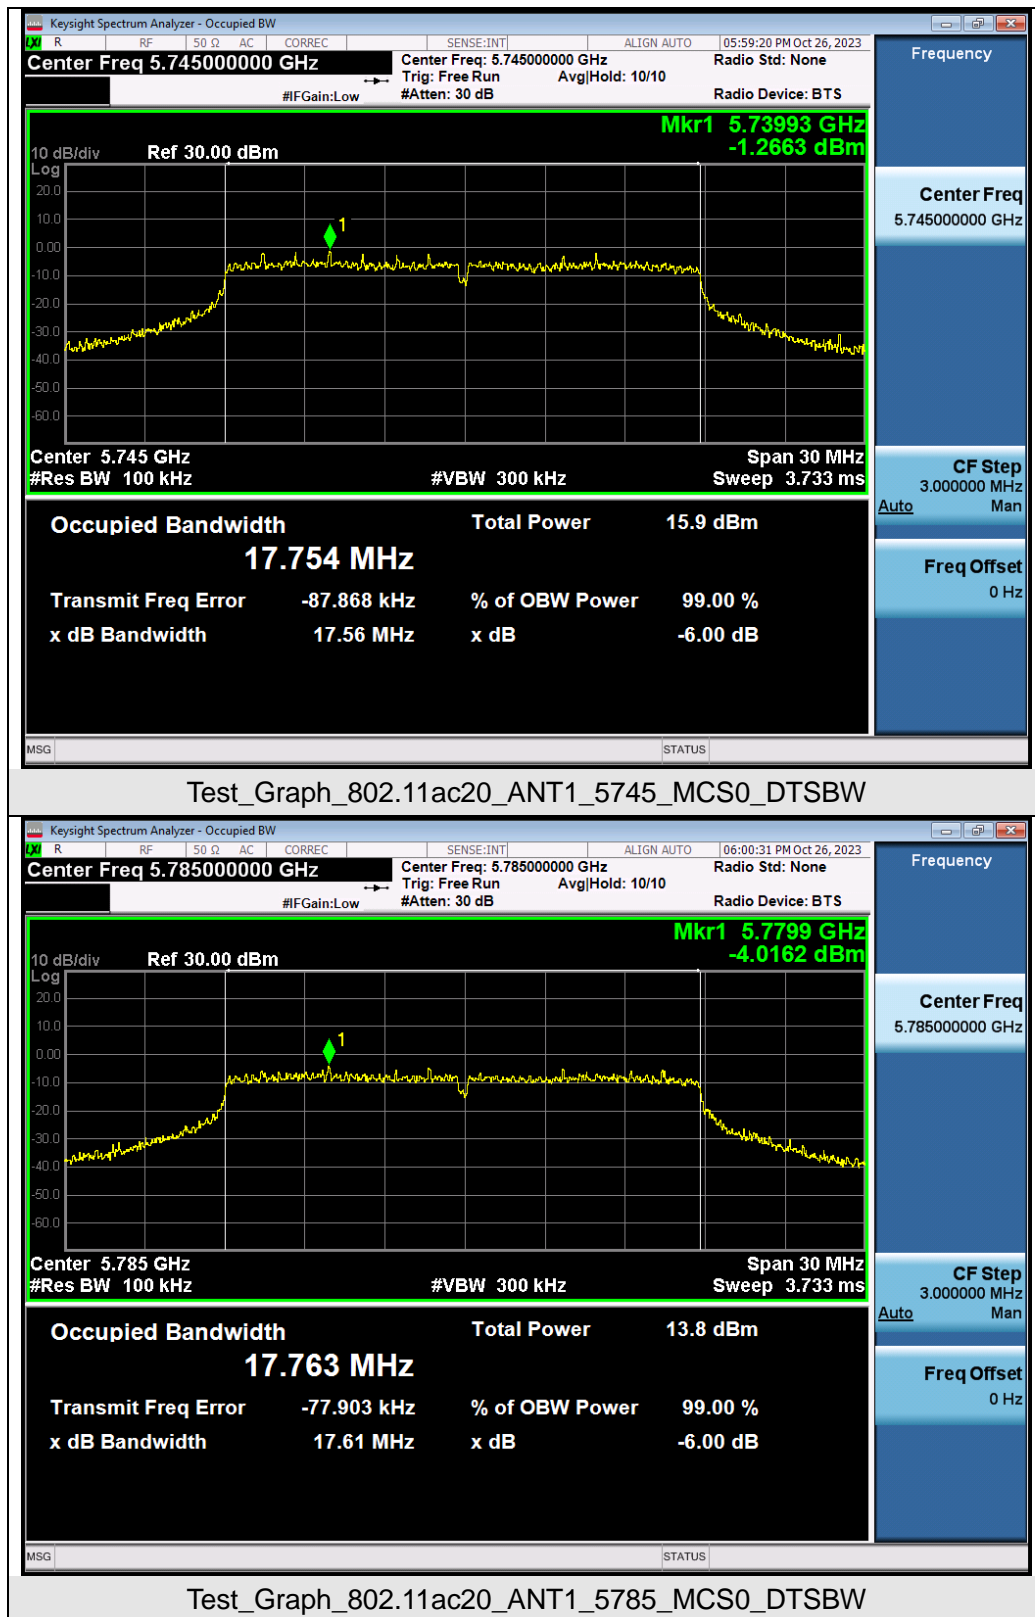 Keysight Spectrum Analyzer - Occupied BW
LXI R RF 50 Ω AC CORREC SENSE:INT ALIGN AUTO 05:59:20 PM Oct 26, 2023
Center Freq 5.745000000 GHz
Center Freq: 5.745000000 GHz
Radio Std: None
Trig: Free Run Avg|Hold: 10/10
#IFGain:Low
#Atten: 30 dB
Radio Device: BTS
Frequency
Mkr1 5.73993 GHz
-1.2663 dBm
10 dB/div Ref 30.00 dBm
Log
20.0
10.0
0.00
-10.0
-20.0
-30.0
-40.0
-50.0
-60.0
1
Center Freq
5.745000000 GHz
Center 5.745 GHz
Span 30 MHz
#Res BW 100 kHz
#VBW 300 kHz
Sweep 3.733 ms
CF Step
3.000000 MHz
Auto Man
Freq Offset
0 Hz
Occupied Bandwidth
Total Power 15.9 dBm
17.754 MHz
Transmit Freq Error -87.868 kHz % of OBW Power 99.00 %
x dB Bandwidth 17.56 MHz x dB -6.00 dB
MSG STATUS
Test_Graph_802.11ac20_ANT1_5745_MCS0_DTSBW
Keysight Spectrum Analyzer - Occupied BW
LXI R RF 50 Ω AC CORREC SENSE:INT ALIGN AUTO 06:00:31 PM Oct 26, 2023
Center Freq 5.785000000 GHz
Center Freq: 5.785000000 GHz
Radio Std: None
Trig: Free Run Avg|Hold: 10/10
#IFGain:Low
#Atten: 30 dB
Radio Device: BTS
Frequency
Mkr1 5.7799 GHz
-4.0162 dBm
10 dB/div Ref 30.00 dBm
Log
20.0
10.0
0.00
-10.0
-20.0
-30.0
-40.0
-50.0
-60.0
1
Center Freq
5.785000000 GHz
Center 5.785 GHz
Span 30 MHz
#Res BW 100 kHz
#VBW 300 kHz
Sweep 3.733 ms
CF Step
3.000000 MHz
Auto Man
Freq Offset
0 Hz
Occupied Bandwidth
Total Power 13.8 dBm
17.763 MHz
Transmit Freq Error -77.903 kHz % of OBW Power 99.00 %
x dB Bandwidth 17.61 MHz x dB -6.00 dB
MSG STATUS
Test_Graph_802.11ac20_ANT1_5785_MCS0_DTSBW